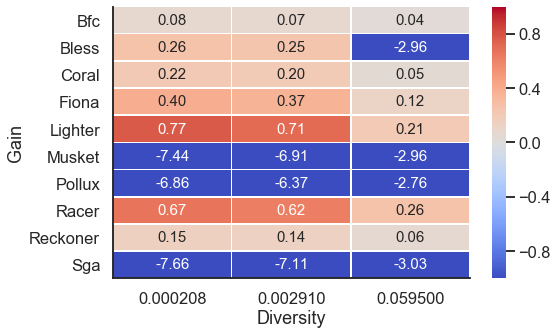 Gain
Bfc 0.08 0.07 0.04
Bless 0.26 0.25 -2.96
Coral 0.22 0.20 0.05
Fiona 0.40 0.37 0.12
Lighter 0.77 0.71 0.21
Musket -7.44 -6.91 -2.96
Pollux -6.86 -6.37 -2.76
Racer 0.67 0.62 0.26
Reckoner 0.15 0.14 0.06
Sga -7.66 -7.11 -3.03
0.000208 0.002910 0.059500
Diversity
0.8
0.4
0.0
−0.4
−0.8